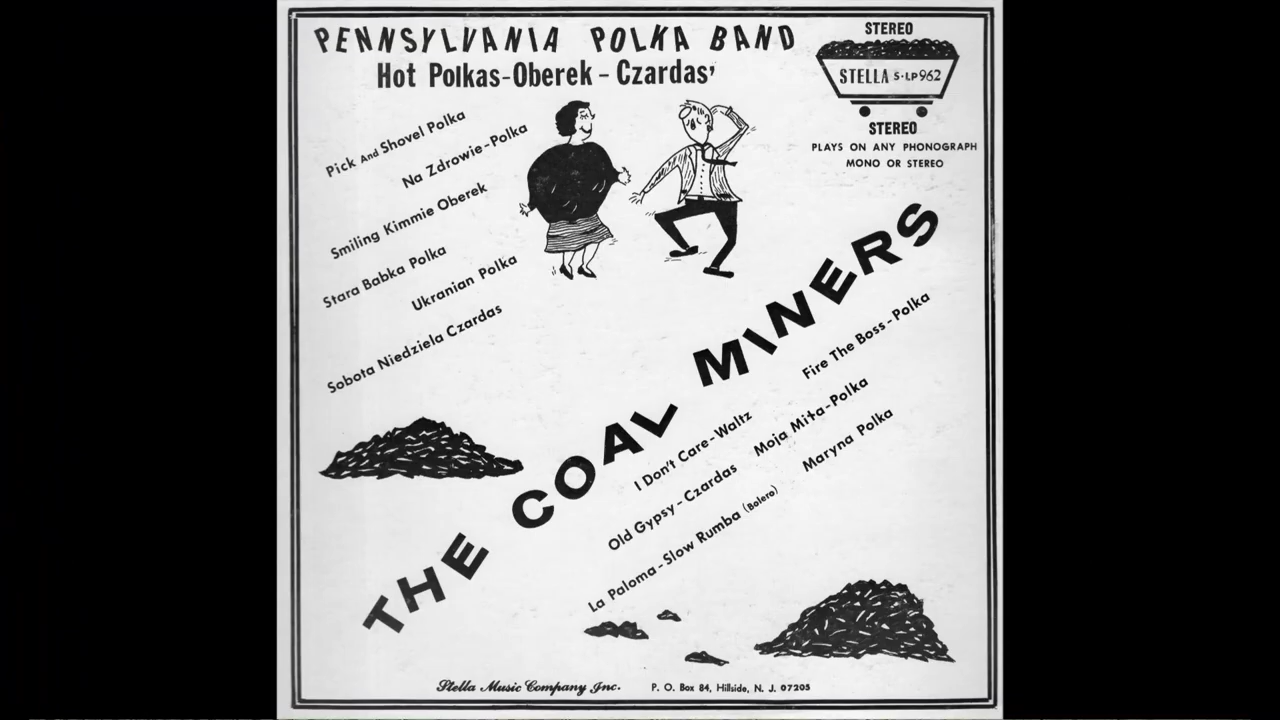 PENNSYLVANIA POLKA BAND
Hot Polkas-Oberek-Czardas'
STEREO
STELLA S-LP962
STEREO
PLAYS ON ANY PHONOGRAPH
MONO OR STEREO
Pick And Shovel Polka
Na Zdrowie-Polka
Smiling Kimmie Oberek
Stara Babka Polka
Ukranian Polka
Sobota Niedziela Czardas
THE COAL MINERS
Fire The Boss-Polka
I Don't Care-Waltz
Moja Mita-Polka
Old Gypsy-Czardas
Maryna Polka
La Paloma-Slow Rumba (Bolero)
Stella Music Company Inc. P. O. Box 84, Hillside, N. J. 07205